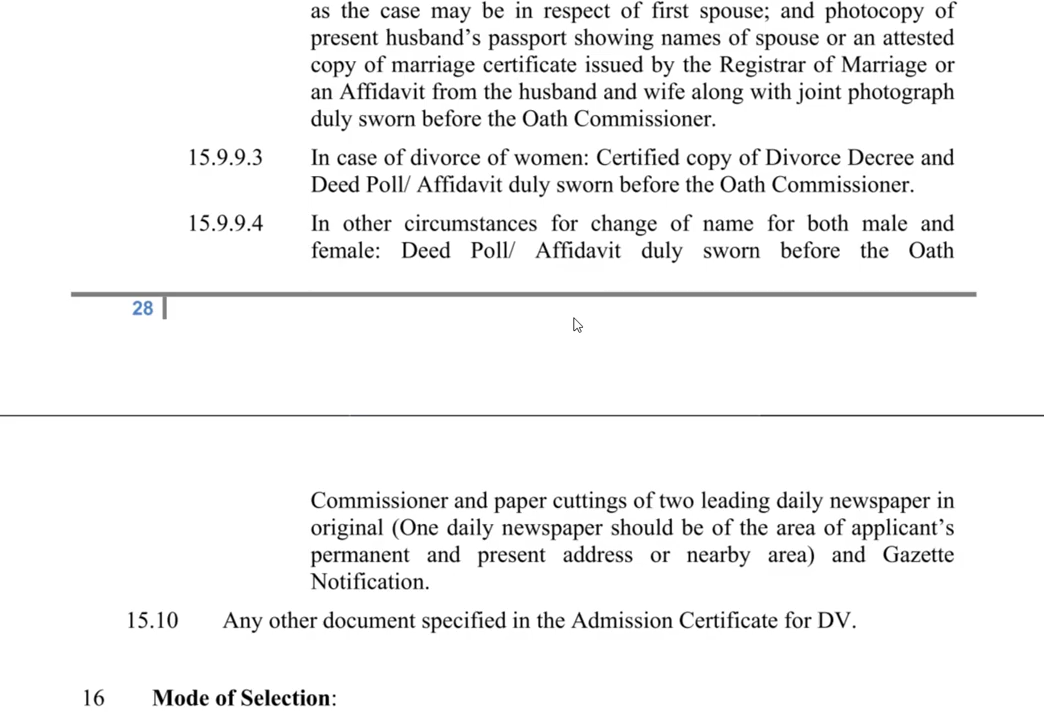 as the case may be in respect of first spouse; and photocopy of
present husband’s passport showing names of spouse or an attested
copy of marriage certificate issued by the Registrar of Marriage or
an Affidavit from the husband and wife along with joint photograph
duly sworn before the Oath Commissioner.
15.9.9.3 In case of divorce of women: Certified copy of Divorce Decree and
Deed Poll/ Affidavit duly sworn before the Oath Commissioner.
15.9.9.4 In other circumstances for change of name for both male and
female: Deed Poll/ Affidavit duly sworn before the Oath
28
Commissioner and paper cuttings of two leading daily newspaper in
original (One daily newspaper should be of the area of applicant’s
permanent and present address or nearby area) and Gazette
Notification.
15.10 Any other document specified in the Admission Certificate for DV.
16 Mode of Selection: